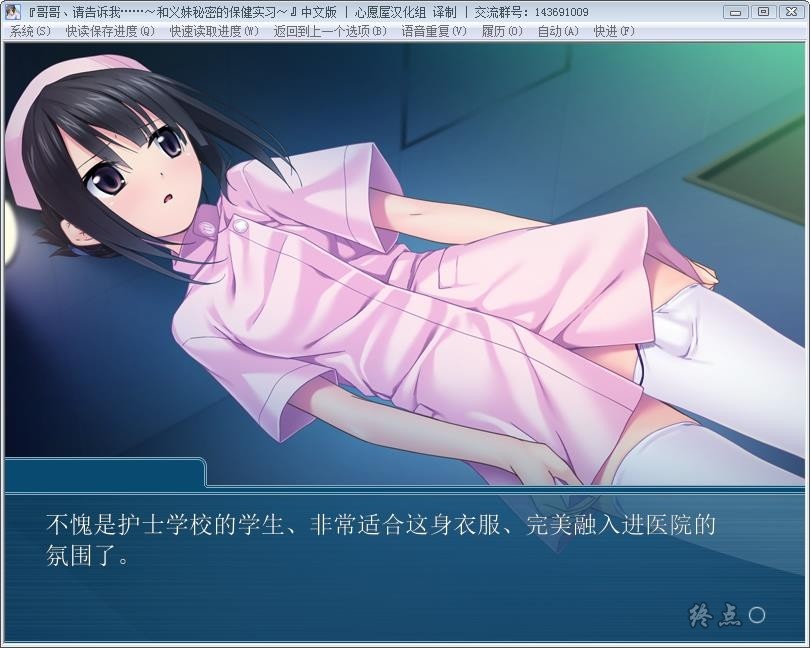 『哥哥、请告诉我……～和义妹秘密的保健实习～』中文版 | 心愿屋汉化组 译制 | 交流群号：143691009
系统(S) 快读保存进度(Q) 快速读取进度(W) 返回到上一个选项(B) 语音重复(V) 履历(O) 自动(A) 快进(F)
不愧是护士学校的学生、非常适合这身衣服、完美融入进医院的
氛围了。
终点